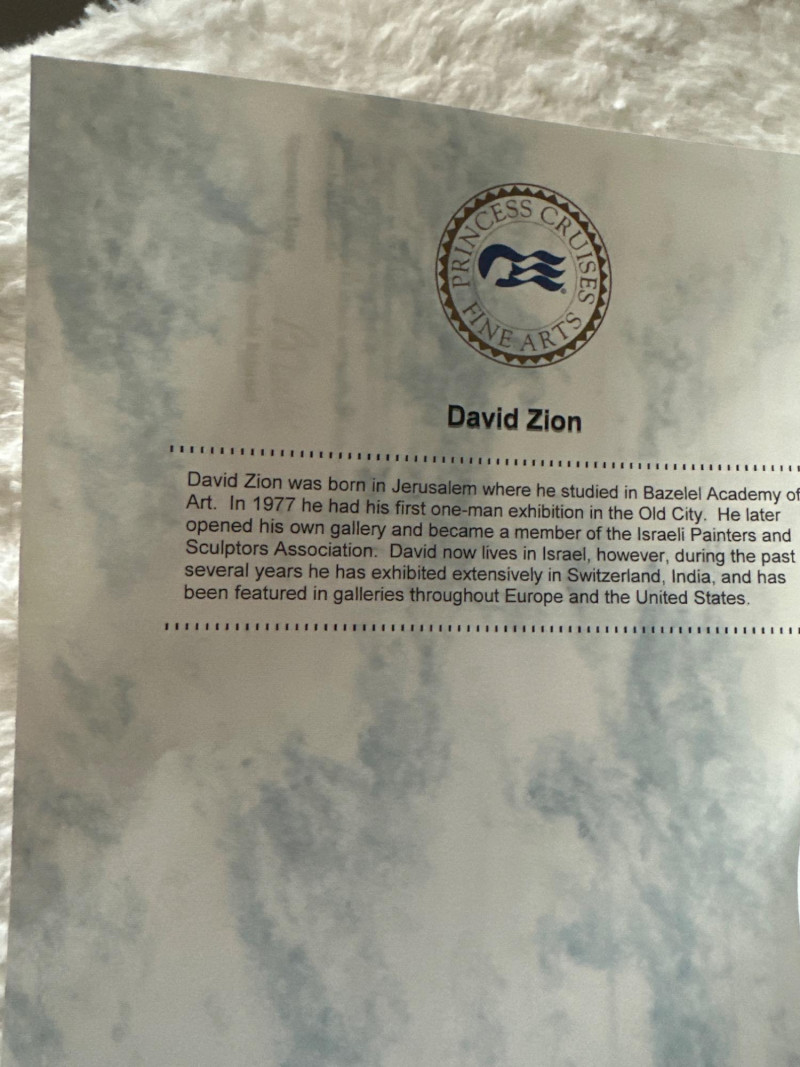 PRINCESS CRUISES
FINE ARTS
David Zion
David Zion was born in Jerusalem where he studied in Bazelel Academy of
Art. In 1977 he had his first one-man exhibition in the Old City. He later
opened his own gallery and became a member of the Israeli Painters and
Sculptors Association. David now lives in Israel, however, during the past
several years he has exhibited extensively in Switzerland, India, and has
been featured in galleries throughout Europe and the United States.